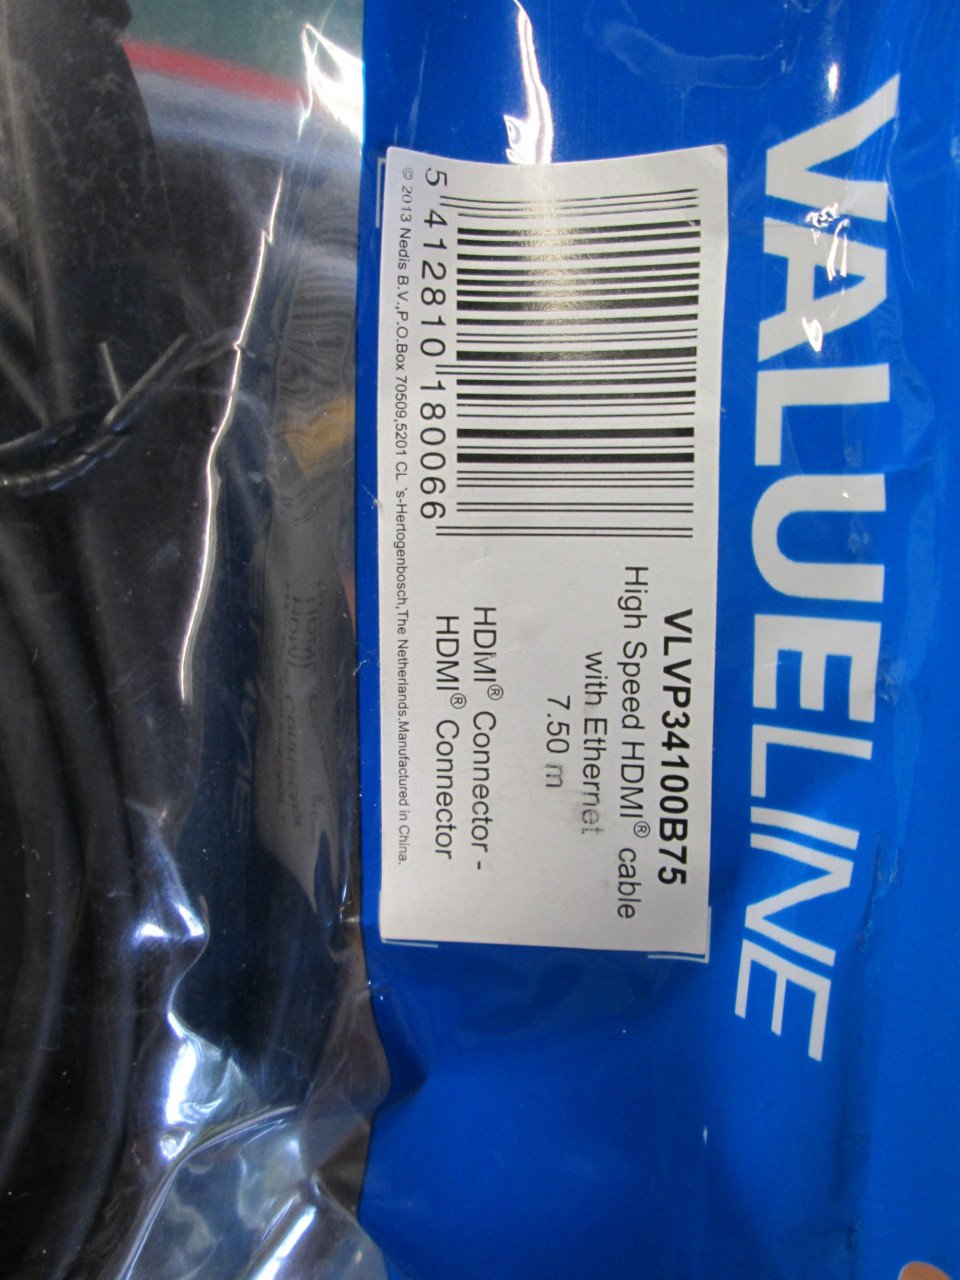 VALUELINE
VLVP34100B75
High Speed HDMI® cable
with Ethernet
7.50 m
HDMI® Connector -
HDMI® Connector
5 412810 180066
© 2013 Nedis B.V.,P.O.Box 70509,5201 CL `s-Hertogenbosch,The Netherlands.Manufactured in China.